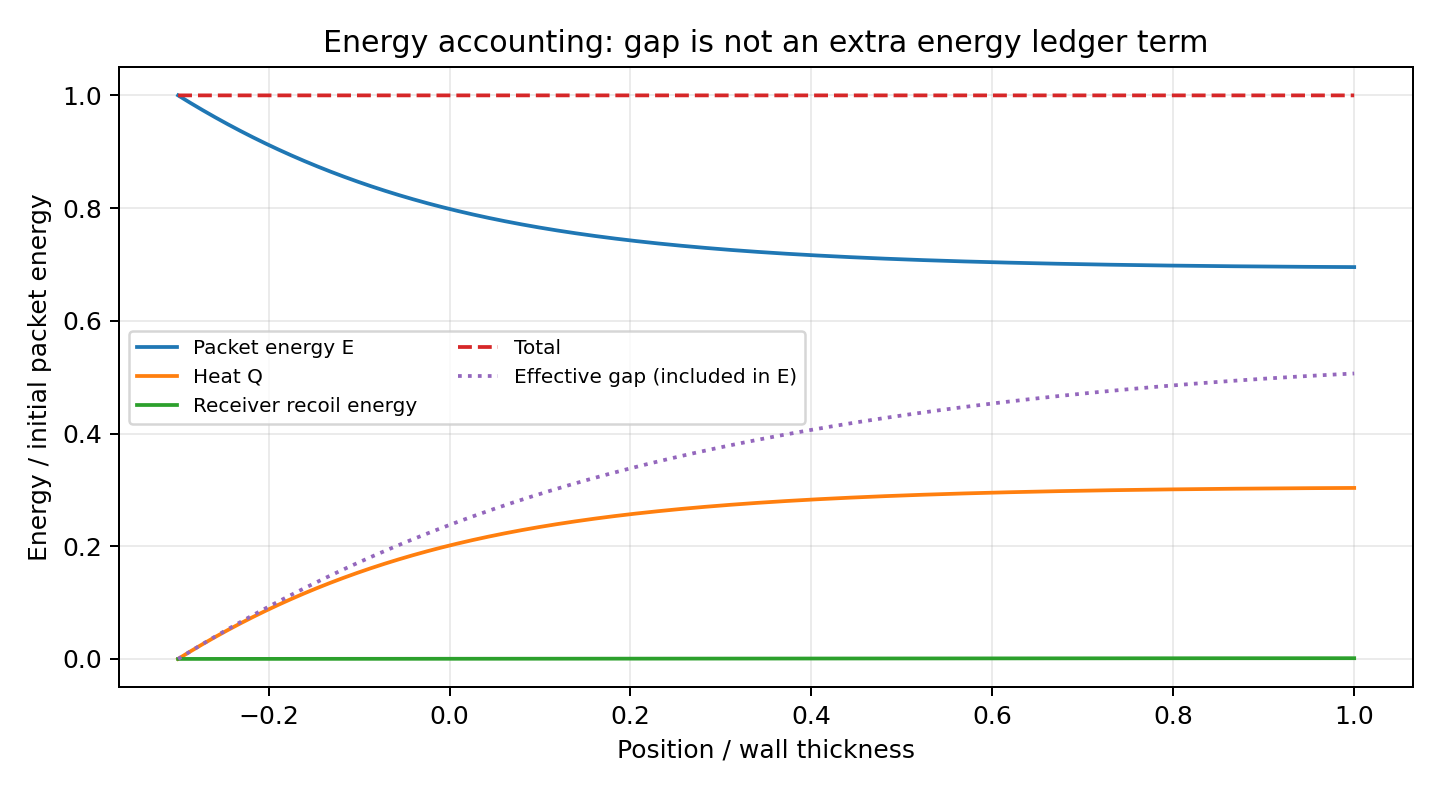 Energy accounting: gap is not an extra energy ledger term
Energy / initial packet energy
1.0
0.8
0.6
0.4
0.2
0.0
Packet energy E
Heat Q
Receiver recoil energy
Total
Effective gap (included in E)
−0.2
0.0
0.2
0.4
0.6
0.8
1.0
Position / wall thickness